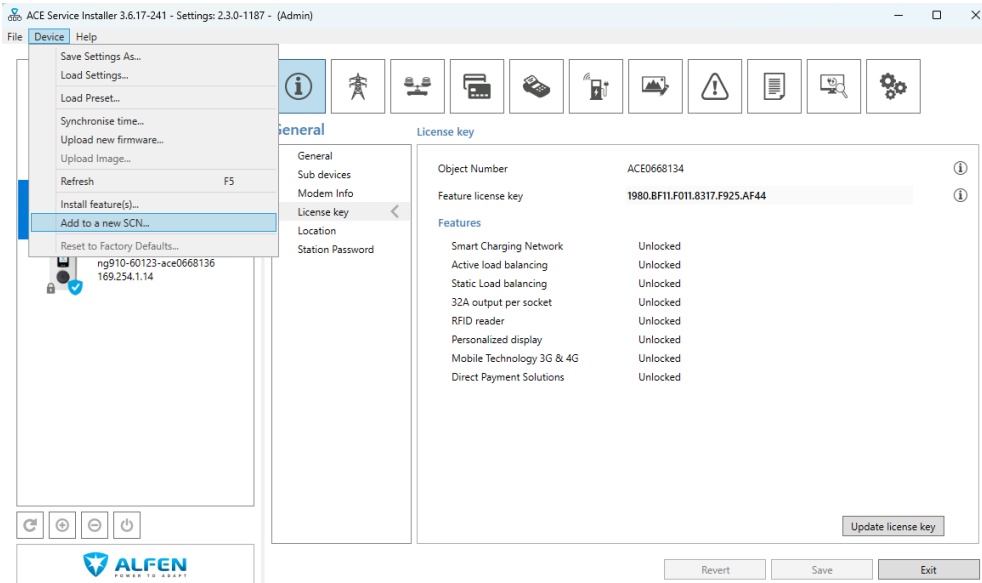 ACE Service Installer 3.6.17-241 - Settings: 2.3.0-1187 - (Admin)
File Device Help
Save Settings As...
Load Settings...
Load Preset...
Synchronise time...
Upload new firmware...
Upload Image...
Refresh F5
Install feature(s)...
Add to a new SCN...
Reset to Factory Defaults...
ng910-60123-ace0668136
169.254.1.14
ALFEN
POWER TO ADAPT
General
General
Sub devices
Modem Info
License key
Location
Station Password
License key
Object Number ACE0668134
Feature license key 1980.BF11.F011.8317.F925.AF44
Features
Smart Charging Network Unlocked
Active load balancing Unlocked
Static Load balancing Unlocked
32A output per socket Unlocked
RFID reader Unlocked
Personalized display Unlocked
Mobile Technology 3G & 4G Unlocked
Direct Payment Solutions Unlocked
Update license key
Revert Save Exit